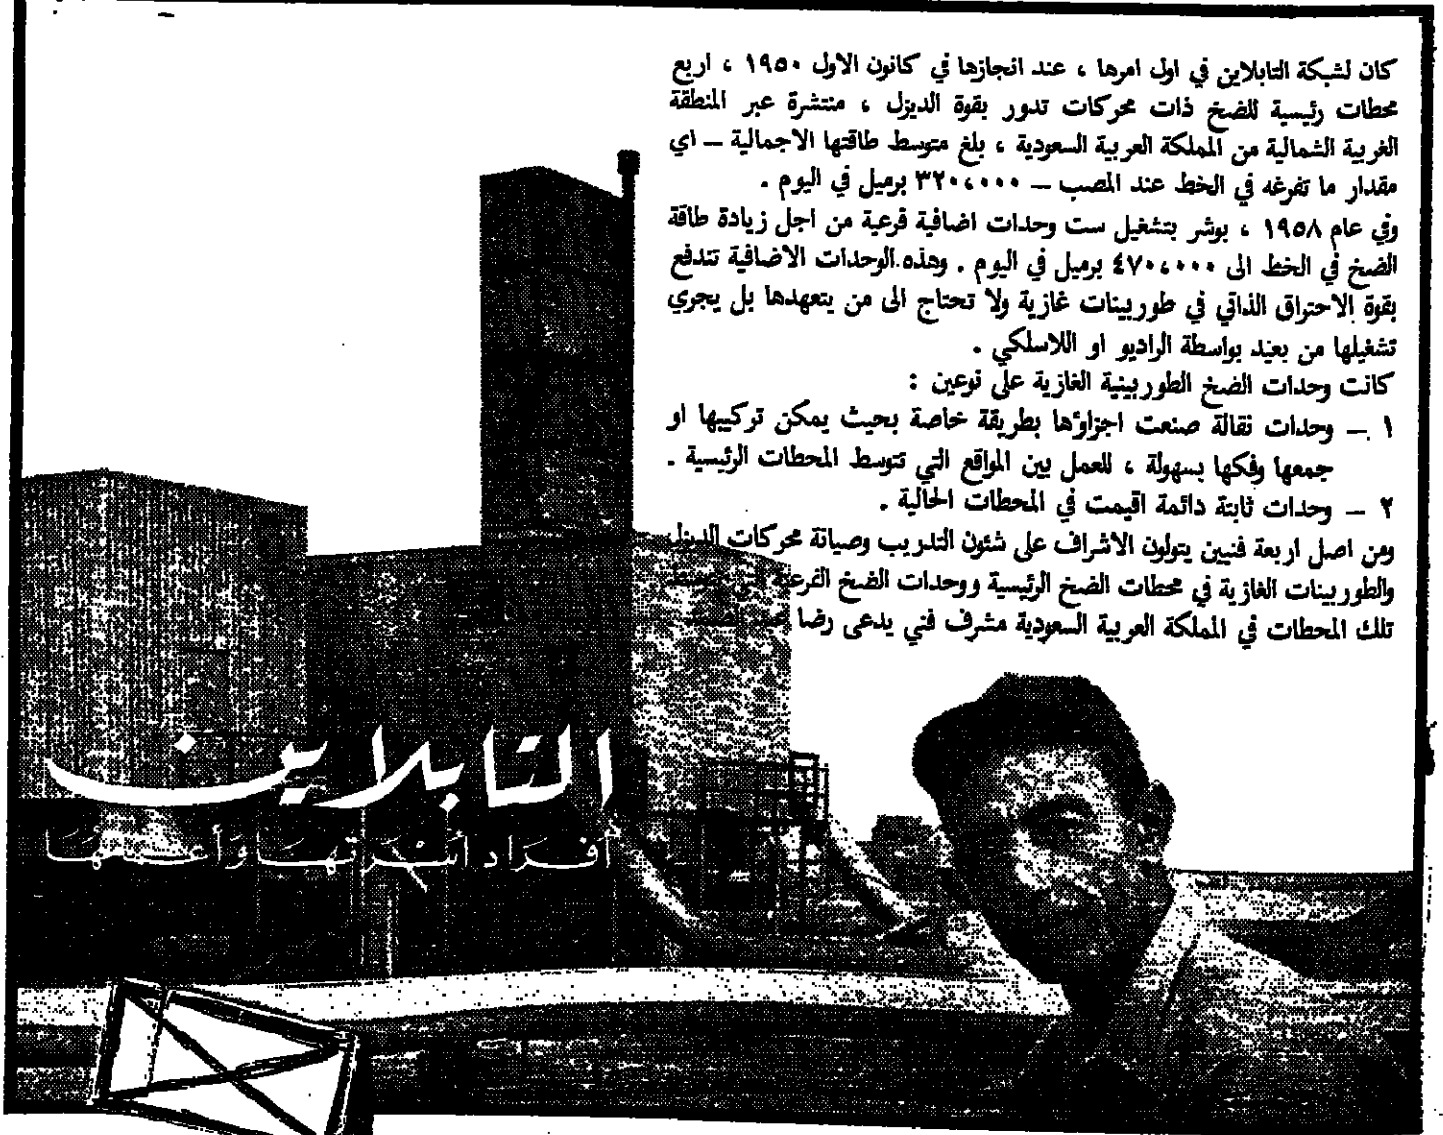 كان لشبكة التابلاين في اول امرها ، عند انجازها في كانون الاول ١٩٥٠ ، اربع
محطات رئيسية للضخ ذات محركات تدور بقوة الديزل ، منتشرة عبر المنطقة
الغربية الشمالية من المملكة العربية السعودية ، بلغ متوسط طاقتها الاجمالية – اي
مقدار ما تفرغه في الخط عند المصب – ٣٢٠،٠٠٠ برميل في اليوم .
وفي عام ١٩٥٨ ، بوشر بتشغيل ست وحدات اضافية فرعية من اجل زيادة طاقة
الضخ في الخط الى ٤٧٠،٠٠٠ برميل في اليوم . وهذه الوحدات الاضافية تندفع
بقوة الاحتراق الذاتي في طوربينات غازية ولا تحتاج الى من يتعهدها بل يجري
تشغيلها من بعيد بواسطة الراديو او اللاسلكي .
كانت وحدات الضخ الطوربينية الغازية على نوعين :
١ – وحدات نقالة صنعت اجزاؤها بطريقة خاصة بحيث يمكن تركيبها او
جمعها وفكها بسهولة ، للعمل بين المواقع التي تتوسط المحطات الرئيسية .
٢ – وحدات ثابتة دائمة اقيمت في المحطات الحالية .
ومن اصل اربعة فنيين يتولون الاشراف على شئون التدريب وصيانة محركات الديزل
والطوربينات الغازية في محطات الضخ الرئيسية ووحدات الضخ الفرعية
تلك المحطات في المملكة العربية السعودية مشرف فني يدعى رضا
التابلاين
أفراد أسرتها وأعضاؤها